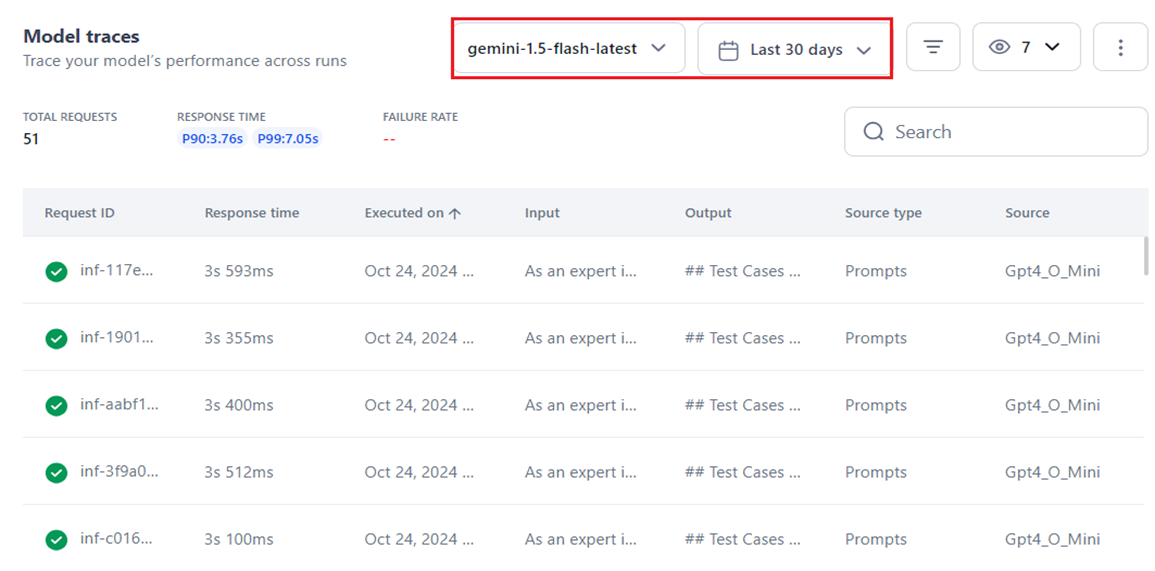 Model traces
Trace your model's performance across runs
gemini-1.5-flash-latest
Last 30 days
7
TOTAL REQUESTS
51
RESPONSE TIME
P90:3.76s P99:7.05s
FAILURE RATE
--
Search
Request ID Response time Executed on Input Output Source type Source
inf-117e... 3s 593ms Oct 24, 2024 ... As an expert i... ## Test Cases ... Prompts Gpt4_O_Mini
inf-1901... 3s 355ms Oct 24, 2024 ... As an expert i... ## Test Cases ... Prompts Gpt4_O_Mini
inf-aabf1... 3s 400ms Oct 24, 2024 ... As an expert i... ## Test Cases ... Prompts Gpt4_O_Mini
inf-3f9a0... 3s 512ms Oct 24, 2024 ... As an expert i... ## Test Cases ... Prompts Gpt4_O_Mini
inf-c016... 3s 100ms Oct 24, 2024 ... As an expert i... ## Test Cases ... Prompts Gpt4_O_Mini